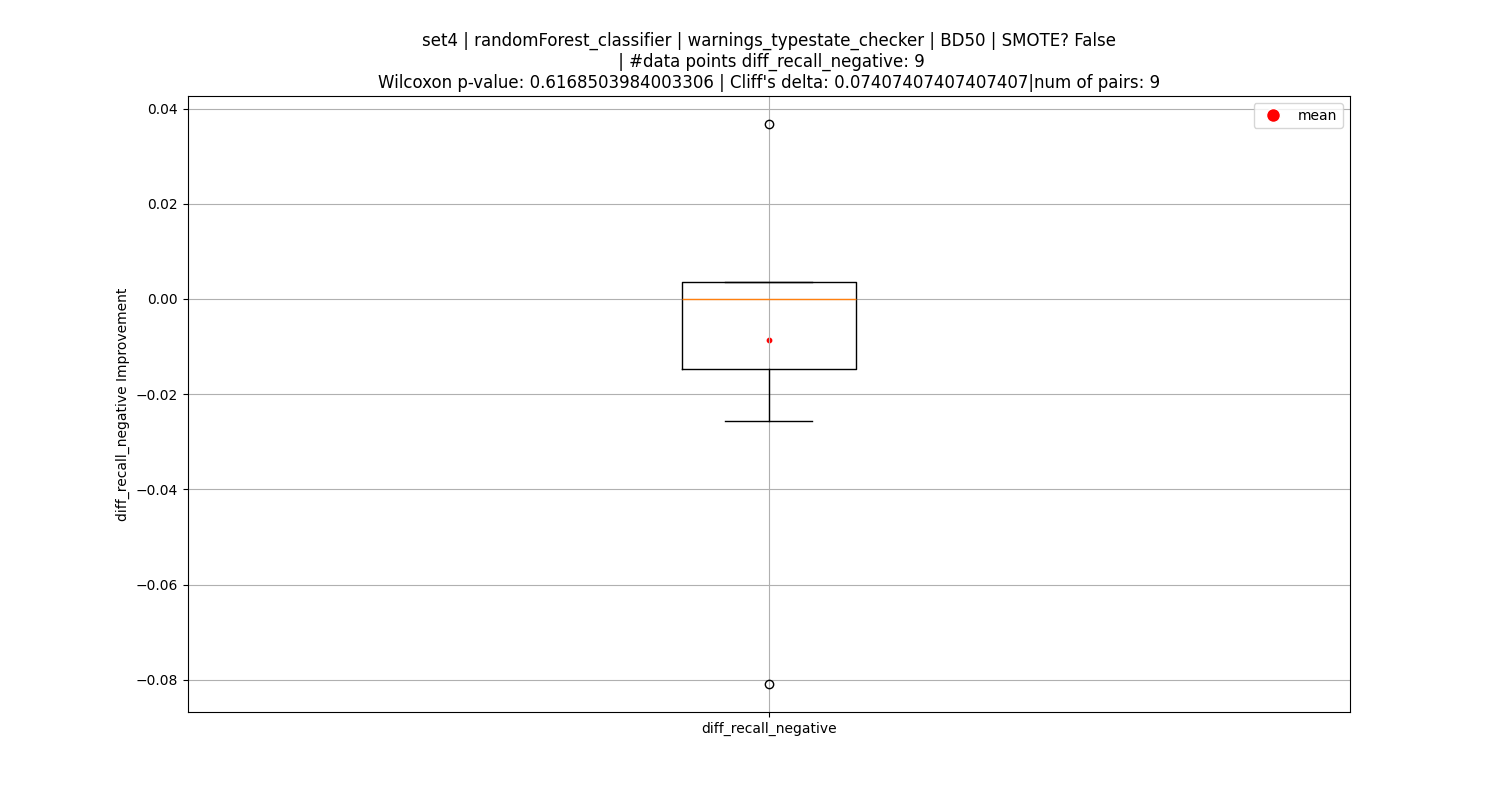 set4 | randomForest_classifier | warnings_typestate_checker | BD50 | SMOTE? False
| #data points diff_recall_negative: 9
Wilcoxon p-value: 0.6168503984003306 | Cliff's delta: 0.07407407407407407|num of pairs: 9
mean
0.04
0.02
0.00
−0.02
−0.04
−0.06
−0.08
diff_recall_negative Improvement
diff_recall_negative